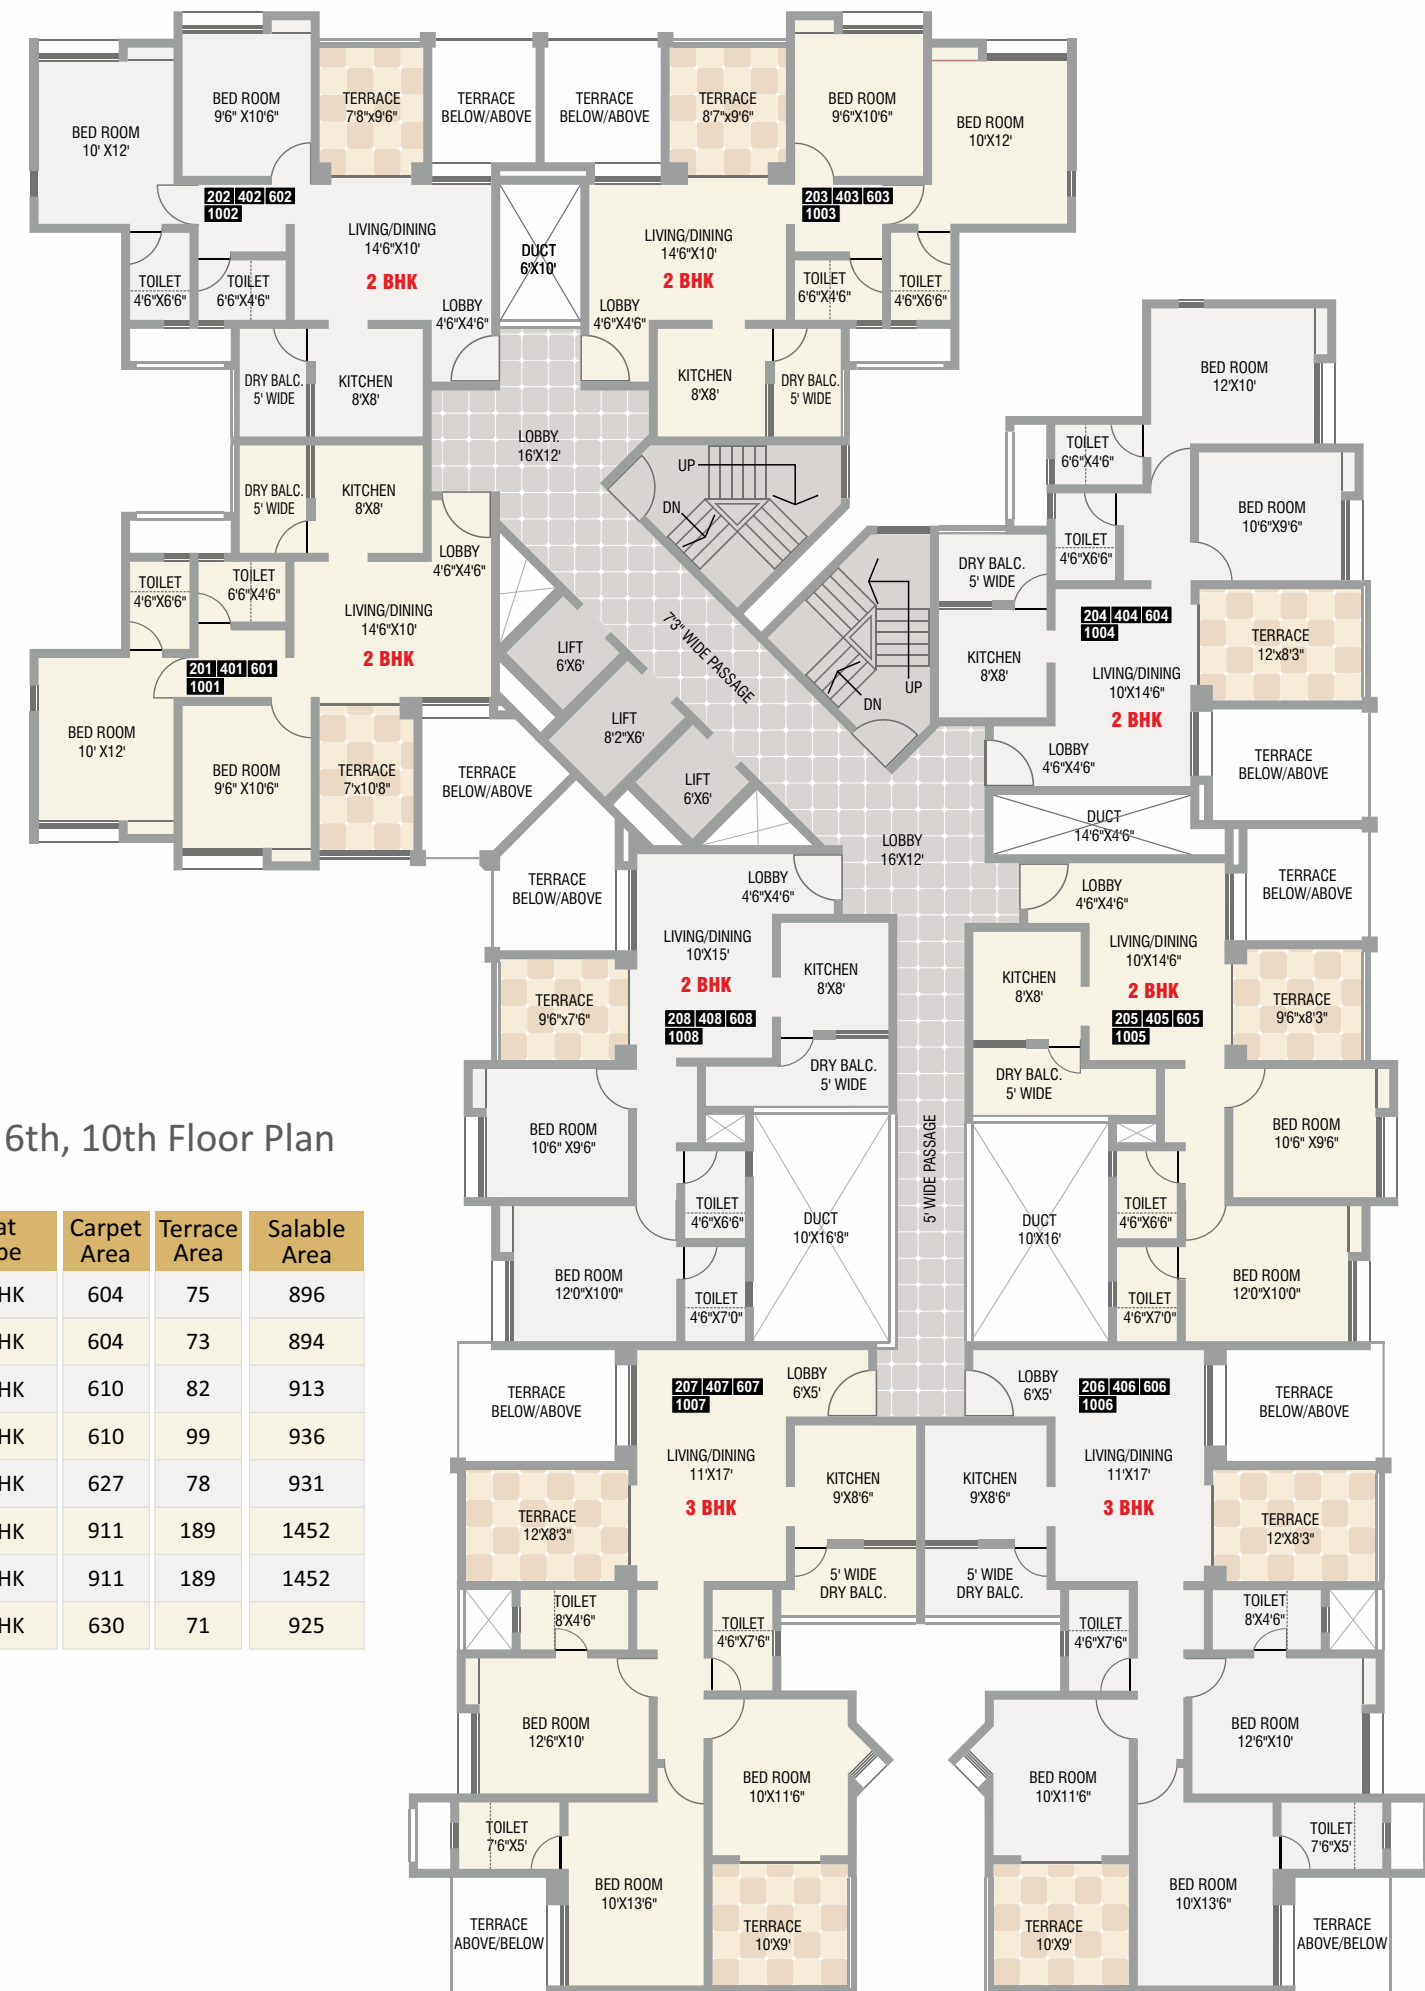 BED ROOM
9'6" X10'6"
TERRACE
7'8"x9'6"
TERRACE
BELOW/ABOVE
TERRACE
BELOW/ABOVE
TERRACE
8'7"x9'6"
BED ROOM
9'6"X10'6"
BED ROOM
10' X12'
BED ROOM
10'X12'
202 402 602
1002
203 403 603
1003
LIVING/DINING
14'6"X10'
2 BHK
DUCT
6'X10'
LIVING/DINING
14'6"X10'
2 BHK
TOILET
4'6"X6'6"
TOILET
6'6"X4'6"
LOBBY
4'6"X4'6"
LOBBY
4'6"X4'6"
TOILET
6'6"X4'6"
TOILET
4'6"X6'6"
DRY BALC.
5' WIDE
KITCHEN
8'X8'
KITCHEN
8'X8'
DRY BALC.
5' WIDE
BED ROOM
12'X10'
LOBBY.
16'X12'
UP
DN
TOILET
6'6"X4'6"
DRY BALC.
5' WIDE
KITCHEN
8'X8'
BED ROOM
10'6"X9'6"
LOBBY
4'6"X4'6"
TOILET
4'6"X6'6"
DRY BALC.
5' WIDE
TOILET
4'6"X6'6"
TOILET
6'6"X4'6"
LIVING/DINING
14'6"X10'
2 BHK
201 401 601
1001
LIFT
6'X6'
7'3" WIDE PASSAGE
KITCHEN
8'X8'
UP
DN
204 404 604
1004
TERRACE
12'x8'3"
LIVING/DINING
10'X14'6"
2 BHK
BED ROOM
10' X12'
BED ROOM
9'6" X10'6"
TERRACE
7'x10'8"
TERRACE
BELOW/ABOVE
LIFT
8'2"X6'
LIFT
6'X6'
LOBBY
4'6"X4'6"
TERRACE
BELOW/ABOVE
DUCT
14'6"X4'6"
LOBBY
16'X12'
TERRACE
BELOW/ABOVE
LOBBY
4'6"X4'6"
LOBBY
4'6"X4'6"
TERRACE
BELOW/ABOVE
LIVING/DINING
10'X15'
2 BHK
KITCHEN
8'X8'
KITCHEN
8'X8'
LIVING/DINING
10'X14'6"
2 BHK
TERRACE
9'6"x7'6"
208 408 608
1008
205 405 605
1005
TERRACE
9'6"x8'3"
DRY BALC.
5' WIDE
DRY BALC.
5' WIDE
BED ROOM
10'6" X9'6"
5' WIDE PASSAGE
BED ROOM
10'6" X9'6"
TOILET
4'6"X6'6"
DUCT
10'X16'8"
DUCT
10'X16'
TOILET
4'6"X6'6"
BED ROOM
12'0"X10'0"
TOILET
4'6"X7'0"
TOILET
4'6"X7'0"
BED ROOM
12'0"X10'0"
6th, 10th Floor Plan
at Carpet Terrace Salable
pe Area Area Area
HK 604 75 896
HK 604 73 894
HK 610 82 913
HK 610 99 936
HK 627 78 931
HK 911 189 1452
HK 911 189 1452
HK 630 71 925
TERRACE
BELOW/ABOVE
207 407 607
1007
LOBBY
6'X5'
LOBBY
6'X5'
206 406 606
1006
TERRACE
BELOW/ABOVE
LIVING/DINING
11'X17'
3 BHK
KITCHEN
9'X8'6"
KITCHEN
9'X8'6"
LIVING/DINING
11'X17'
3 BHK
TERRACE
12'X8'3"
TERRACE
12'X8'3"
5' WIDE
DRY BALC.
5' WIDE
DRY BALC.
TOILET
8'X4'6"
TOILET
4'6"X7'6"
TOILET
4'6"X7'6"
TOILET
8'X4'6"
BED ROOM
12'6"X10'
BED ROOM
10'X11'6"
BED ROOM
10'X11'6"
BED ROOM
12'6"X10'
TOILET
7'6"X5'
TOILET
7'6"X5'
BED ROOM
10'X13'6"
BED ROOM
10'X13'6"
TERRACE
ABOVE/BELOW
TERRACE
10'X9'
TERRACE
10'X9'
TERRACE
ABOVE/BELOW